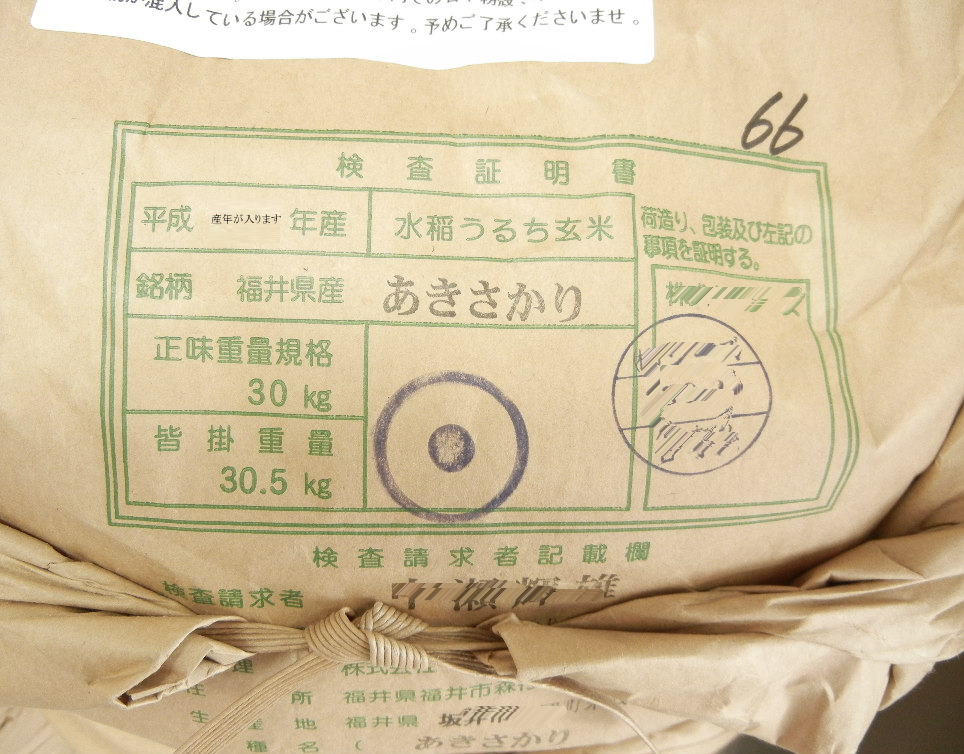 混入している場合がございます。予めご了承くださいませ。
66
検査証明書
平成 産年が入ります 年産 水稲うるち玄米
銘柄 福井県産 あきさかり
正味重量規格
30 kg
皆掛重量
30.5 kg
荷造り、包装及び左記の
事項を証明する。
検査請求者記載欄
検査請求者
株式会社
住所 福井県福井市森
生産地 福井県 坂井
種名 ( あきさかり